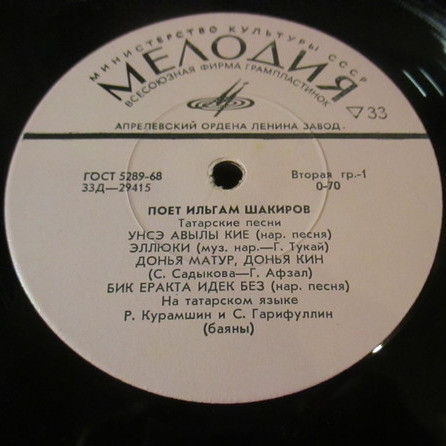 МИНИСТЕРСТВО КУЛЬТУРЫ СССР
МЕЛОДИЯ
ВСЕСОЮЗНАЯ ФИРМА ГРАМПЛАСТИНОК
▽ 33
АПРЕЛЕВСКИЙ ОРДЕНА ЛЕНИНА ЗАВОД
ГОСТ 5289-68
33Д—29415
Вторая гр.-1
0-70
ПОЕТ ИЛЬГАМ ШАКИРОВ
Татарские песни
УНСЭ АВЫЛЫ КИЕ (нар. песня)
ЭЛЛЮКИ (муз. нар.—Г. Тукай)
ДОНЬЯ МАТУР, ДОНЬЯ КИН
(С. Садыкова—Г. Афзал)
БИК ЕРАКТА ИДЕК БЕЗ (нар. песня)
На татарском языке
Р. Курамшин и С. Гарифуллин
(баяны)